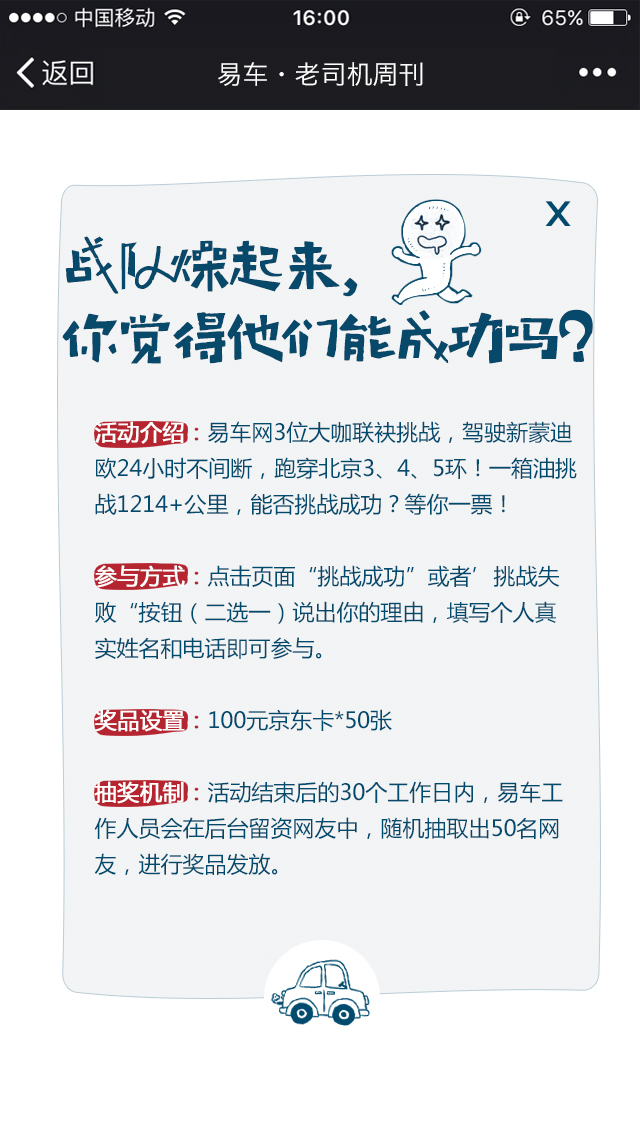 中国移动
16:00
65%
返回
易车·老司机周刊
X
战队燥起来，
你觉得他们能成功吗?
活动介绍：易车网3位大咖联袂挑战，驾驶新蒙迪
欧24小时不间断，跑穿北京3、4、5环！一箱油挑
战1214+公里，能否挑战成功？等你一票！
参与方式：点击页面“挑战成功”或者’挑战失
败“按钮（二选一）说出你的理由，填写个人真
实姓名和电话即可参与。
奖品设置：100元京东卡*50张
抽奖机制：活动结束后的30个工作日内，易车工
作人员会在后台留资网友中，随机抽取出50名网
友，进行奖品发放。